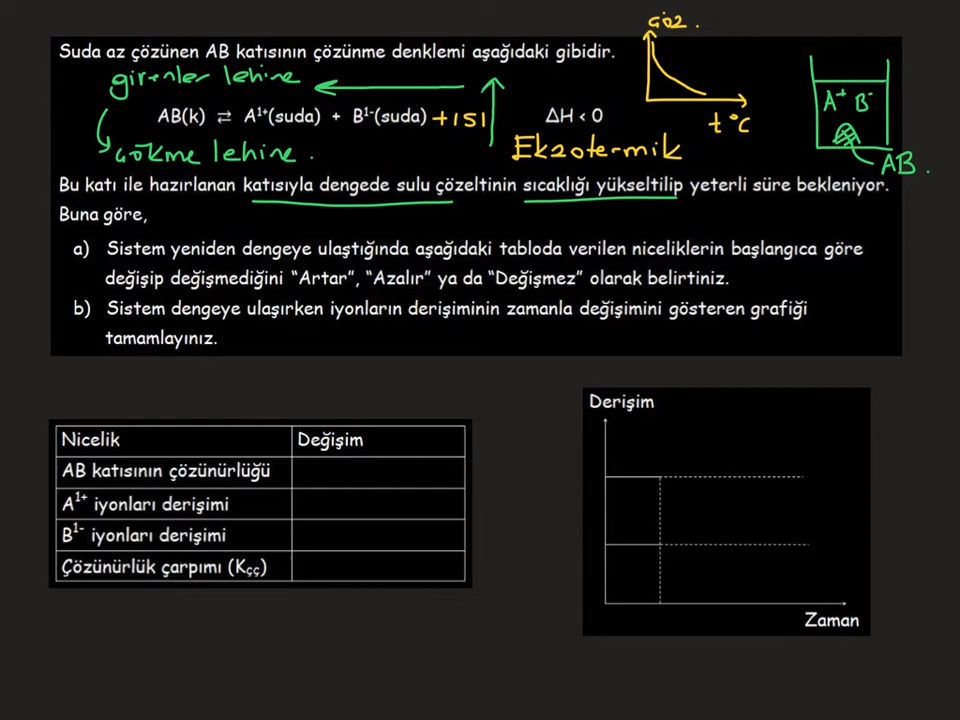 çöz.
Suda az çözünen AB katısının çözünme denklemi aşağıdaki gibidir.
girenler lehine
AB(k) ⇄ A¹⁺(suda) + B¹⁻(suda) +ısı ΔH < 0
t °C
A⁺ B⁻
çökme lehine.
Ekzotermik
AB.
Bu katı ile hazırlanan katısıyla dengede sulu çözeltinin sıcaklığı yükseltilip yeterli süre bekleniyor.
Buna göre,
a) Sistem yeniden dengeye ulaştığında aşağıdaki tabloda verilen niceliklerin başlangıca göre
değişip değişmediğini “Artar”, “Azalır” ya da “Değişmez” olarak belirtiniz.
b) Sistem dengeye ulaşırken iyonların derişiminin zamanla değişimini gösteren grafiği
tamamlayınız.
Nicelik Değişim
AB katısının çözünürlüğü
A¹⁺ iyonları derişimi
B¹⁻ iyonları derişimi
Çözünürlük çarpımı (Kçç)
Derişim
Zaman